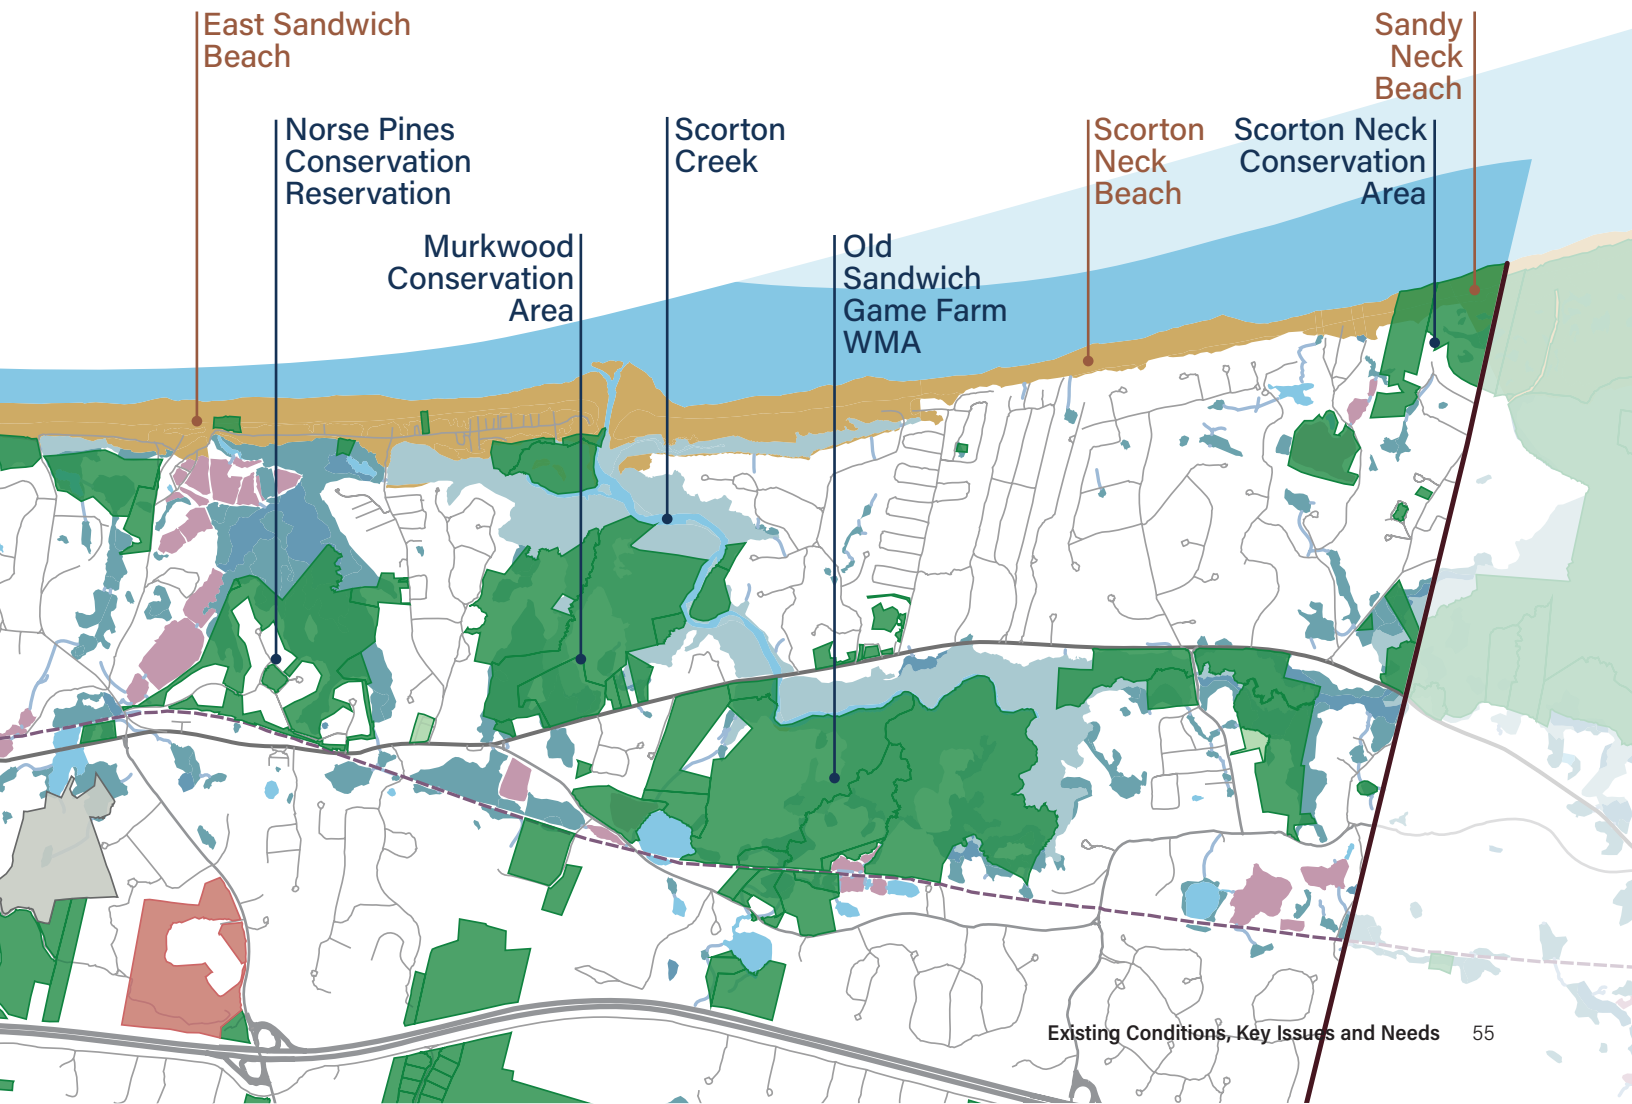 East Sandwich
Beach
Sandy
Neck
Beach
Norse Pines
Conservation
Reservation
Scorton
Creek
Scorton
Neck
Beach
Scorton Neck
Conservation
Area
Murkwood
Conservation
Area
Old
Sandwich
Game Farm
WMA
Existing Conditions, Key Issues and Needs 55